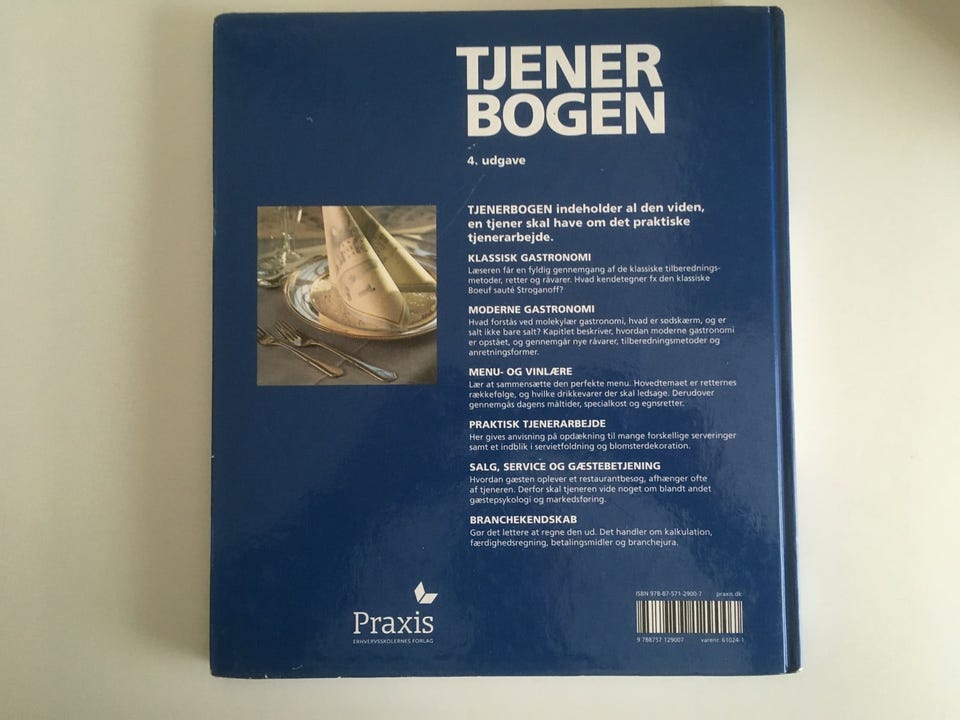 TJENER
BOGEN
4. udgave
TJENERBOGEN indeholder al den viden,
en tjener skal have om det praktiske
tjenerarbejde.
KLASSISK GASTRONOMI
Læseren får en fyldig gennemgang af de klassiske tilberednings-
metoder, retter og råvarer. Hvad kendetegner fx den klassiske
Boeuf sauté Stroganoff?
MODERNE GASTRONOMI
Hvad forstås ved molekylær gastronomi, hvad er sødskærm, og er
salt ikke bare salt? Kapitlet beskriver, hvordan moderne gastronomi
er opstået, og gennemgår nye råvarer, tilberedningsmetoder og
anretningsformer.
MENU- OG VINLÆRE
Lær at sammensætte den perfekte menu. Hovedtemaet er retternes
rækkefølge, og hvilke drikkevarer der skal ledsage. Derudover
gennemgås dagens måltider, specialkost og egnsretter.
PRAKTISK TJENERARBEJDE
Her gives anvisning på opdækning til mange forskellige serveringer
samt et indblik i servietfoldning og blomsterdekoration.
SALG, SERVICE OG GÆSTEBETJENING
Hvordan gæsten oplever et restaurantbesøg, afhænger ofte
af tjeneren. Derfor skal tjeneren vide noget om blandt andet
gæstepsykologi og markedsføring.
BRANCHEKENDSKAB
Gør det lettere at regne den ud. Det handler om kalkulation,
færdighedsregning, betalingsmidler og branchejura.
Praxis
ERHVERVSSKOLERNES FORLAG
ISBN 978-87-571-2900-7 praxis.dk
9 788757 129007 varenr. 61024-1